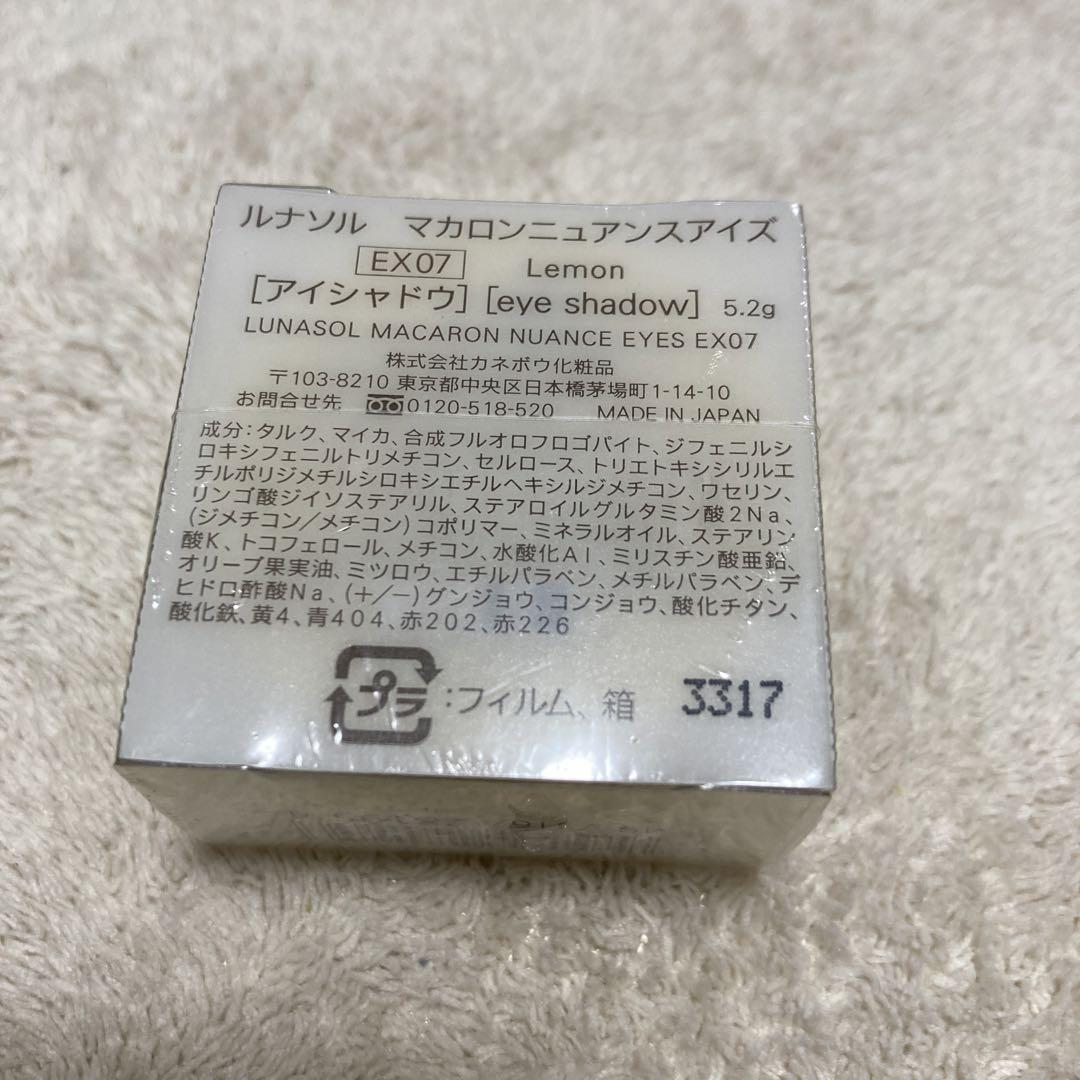 ルナソル マカロンニュアンスアイズ
EX07 Lemon
[アイシャドウ] [eye shadow] 5.2g
LUNASOL MACARON NUANCE EYES EX07
株式会社カネボウ化粧品
〒103-8210 東京都中央区日本橋茅場町1-14-10
お問合せ先 0120-518-520 MADE IN JAPAN
成分:タルク、マイカ、合成フルオロフロゴパイト、ジフェニルシ
ロキシフェニルトリメチコン、セルロース、トリエトキシシリルエ
チルポリジメチルシロキシエチルヘキシルジメチコン、ワセリン、
リンゴ酸ジイソステアリル、ステアロイルグルタミン酸2Na、
(ジメチコン/メチコン)コポリマー、ミネラルオイル、ステアリン
酸K、トコフェロール、メチコン、水酸化Al、ミリスチン酸亜鉛、
オリーブ果実油、ミツロウ、エチルパラベン、メチルパラベン、デ
ヒドロ酢酸Na、(+/-)グンジョウ、コンジョウ、酸化チタン、
酸化鉄、黄4、青404、赤202、赤226
プラ:フィルム、箱 3317